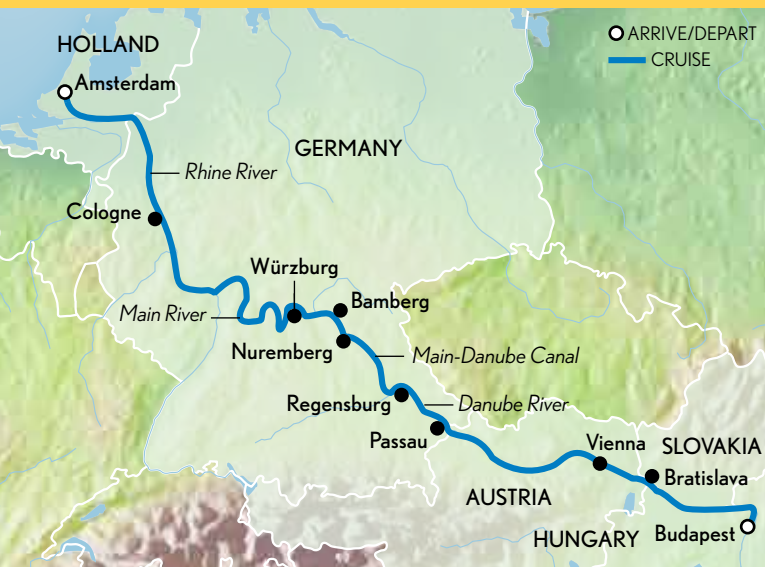 HOLLAND
ARRIVE/DEPART
CRUISE
Amsterdam
GERMANY
Rhine River
Cologne
Würzburg
Bamberg
Main River
Nuremberg
Main-Danube Canal
Regensburg
Danube River
Passau
Vienna
SLOVAKIA
Bratislava
AUSTRIA
HUNGARY
Budapest